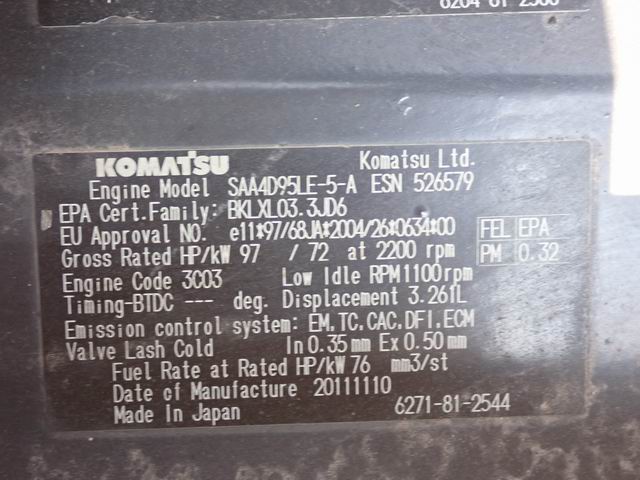 6204 81 2580
KOMATSU Komatsu Ltd.
Engine Model SAA4D95LE-5-A ESN 526579
EPA Cert.Family: BKLXL03.3JD6
EU Approval NO. e11*97/68JA*2004/26*0634*00 FEL EPA
Gross Rated HP/kW 97 / 72 at 2200 rpm PM 0.32
Engine Code 3C03 Low Idle RPM1100rpm
Timing-BTDC --- deg. Displacement 3.261L
Emission control system: EM.TC.CAC.DFI.ECM
Valve Lash Cold In 0.35mm Ex 0.50mm
Fuel Rate at Rated HP/kW 76 mm3/st
Date of Manufacture 20111110
Made In Japan 6271-81-2544